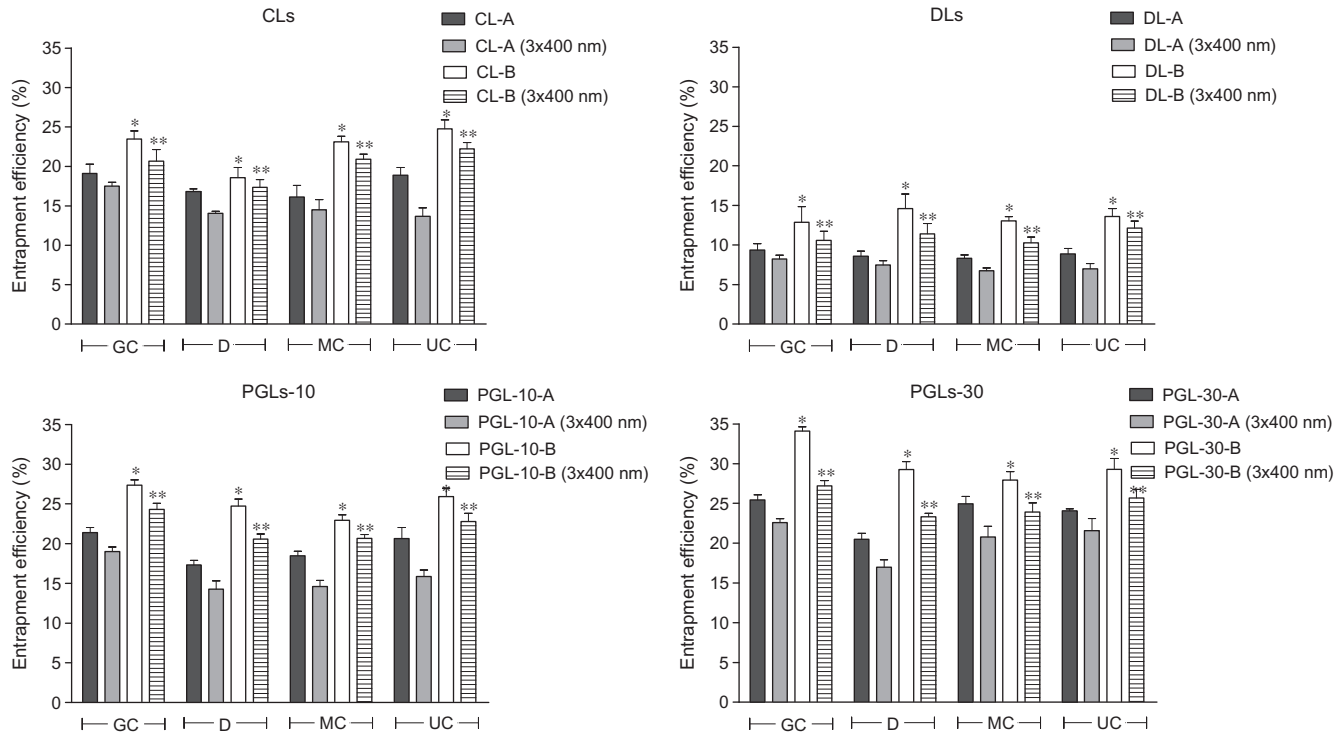 CLs
CL-A
CL-A (3x400 nm)
CL-B
CL-B (3x400 nm)
Entrapment efficiency (%)
35
30
25
20
15
10
5
0
* ** * ** * ** * **
GC D MC UC
DLs
DL-A
DL-A (3x400 nm)
DL-B
DL-B (3x400 nm)
Entrapment efficiency (%)
35
30
25
20
15
10
5
0
* ** * ** * ** * **
GC D MC UC
PGLs-10
PGL-10-A
PGL-10-A (3x400 nm)
PGL-10-B
PGL-10-B (3x400 nm)
Entrapment efficiency (%)
35
30
25
20
15
10
5
0
* ** * ** * ** * **
GC D MC UC
PGLs-30
PGL-30-A
PGL-30-A (3x400 nm)
PGL-30-B
PGL-30-B (3x400 nm)
Entrapment efficiency (%)
35
30
25
20
15
10
5
0
* ** * ** * ** * **
GC D MC UC